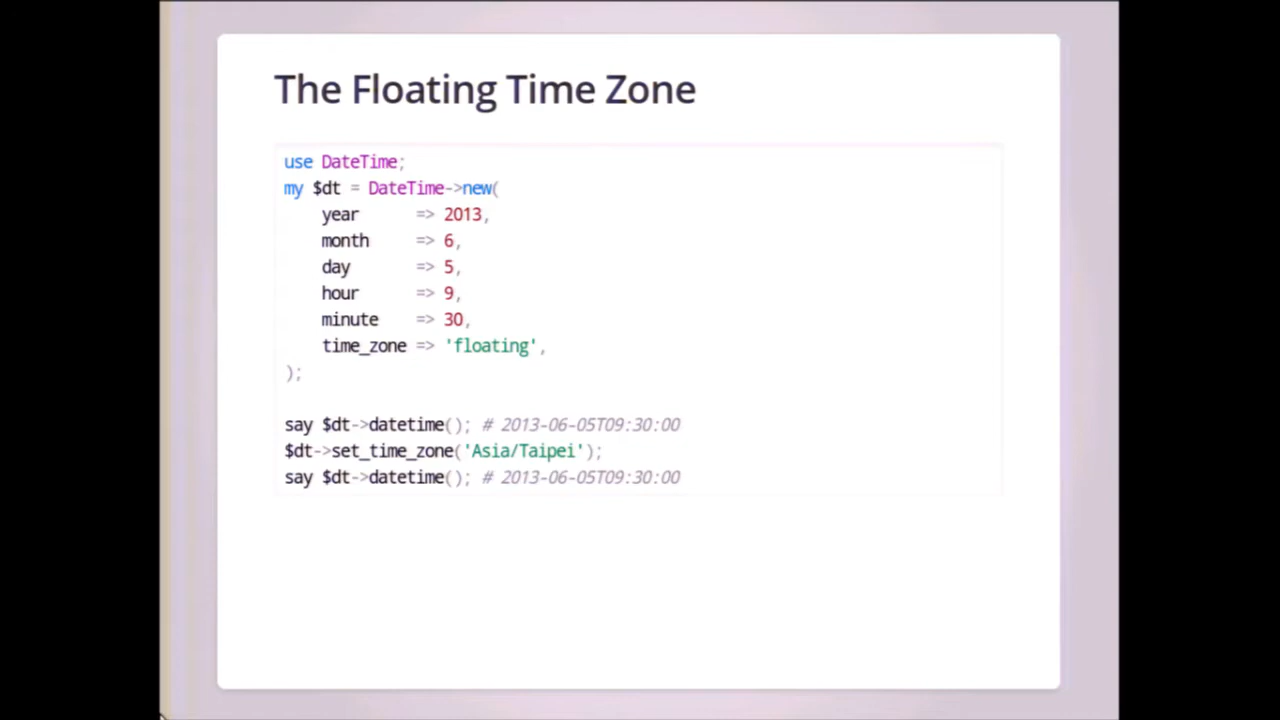 The Floating Time Zone
use DateTime;
my $dt = DateTime->new(
    year      => 2013,
    month     => 6,
    day       => 5,
    hour      => 9,
    minute    => 30,
    time_zone => 'floating',
);

say $dt->datetime(); # 2013-06-05T09:30:00
$dt->set_time_zone('Asia/Taipei');
say $dt->datetime(); # 2013-06-05T09:30:00